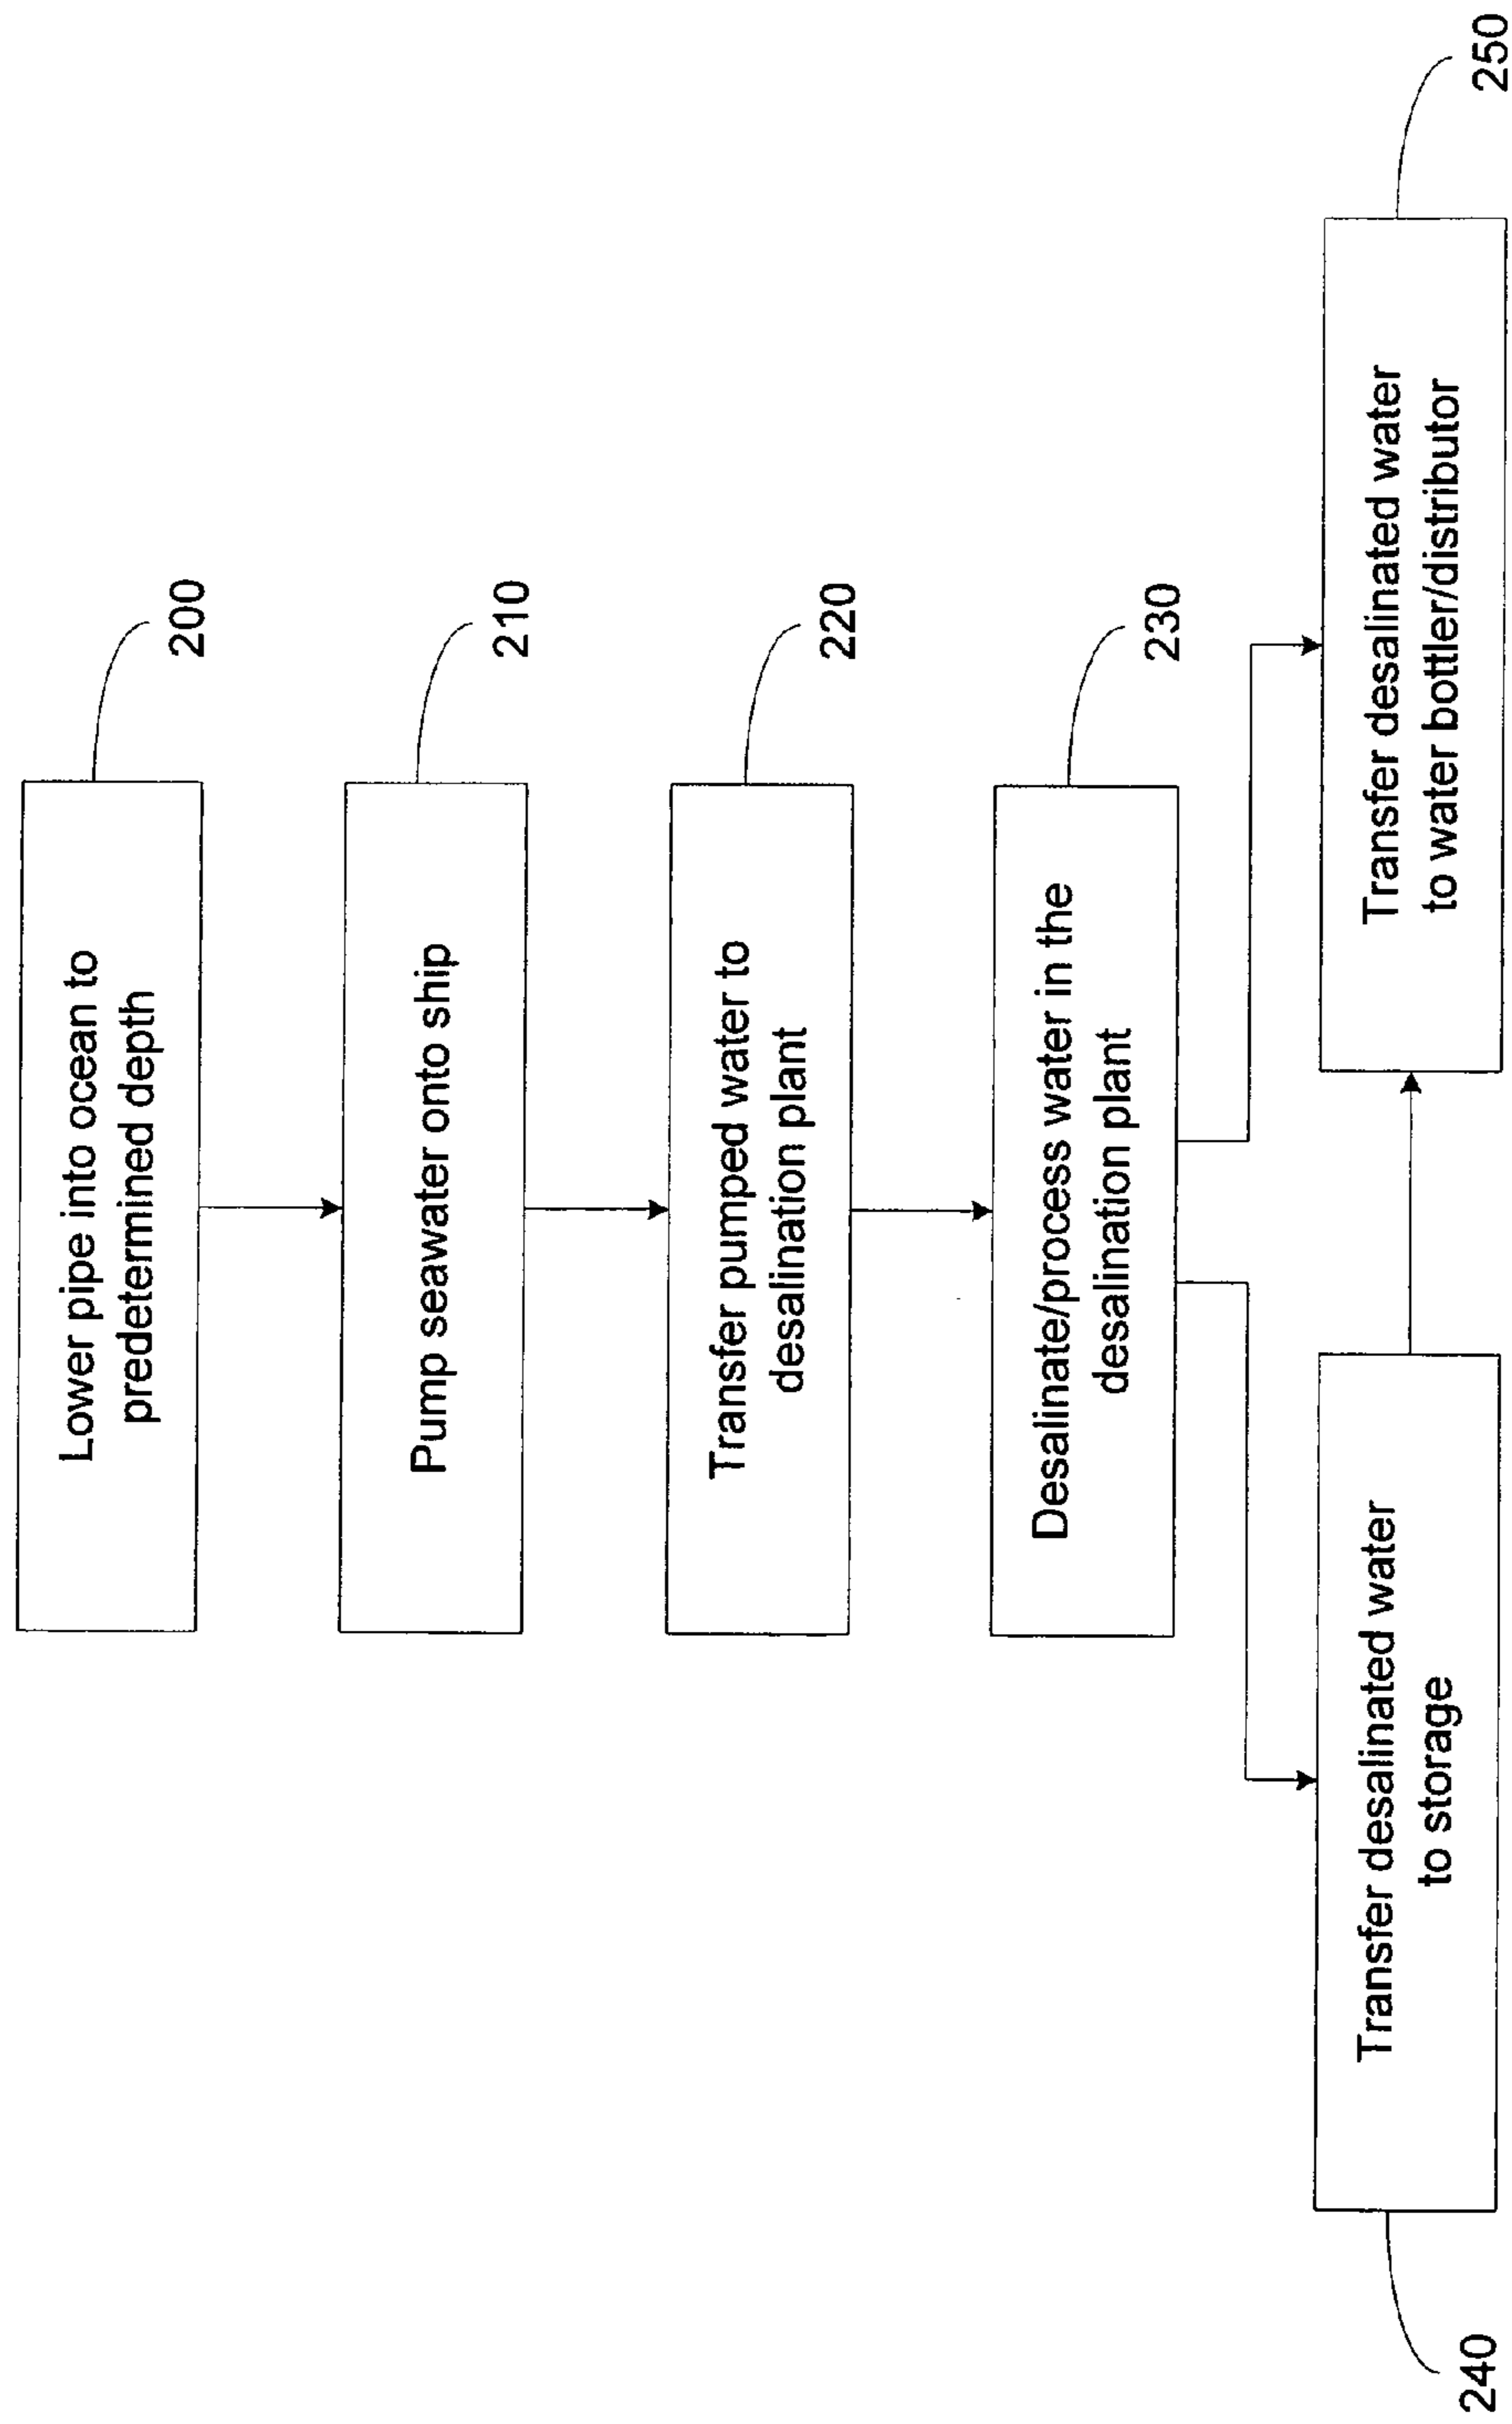 Lower pipe into ocean to
predetermined depth
200
Pump seawater onto ship
210
Transfer pumped water to
desalination plant
220
Desalinate/process water in the
desalination plant
230
Transfer desalinated water
to storage
240
Transfer desalinated water
to water bottler/distributor
250